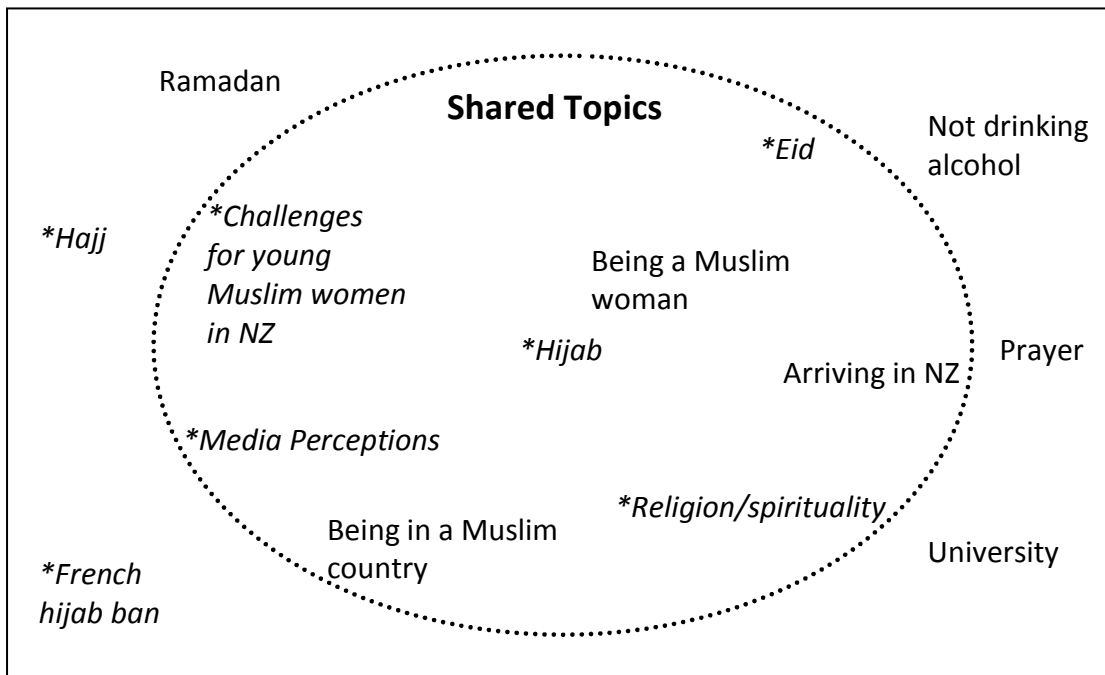 Ramadan
Shared Topics
*Eid
Not drinking
alcohol
*Hajj
*Challenges
for young
Muslim women
in NZ
Being a Muslim
woman
*Hijab
Arriving in NZ
Prayer
*Media Perceptions
*Religion/spirituality
Being in a Muslim
country
University
*French
hijab ban